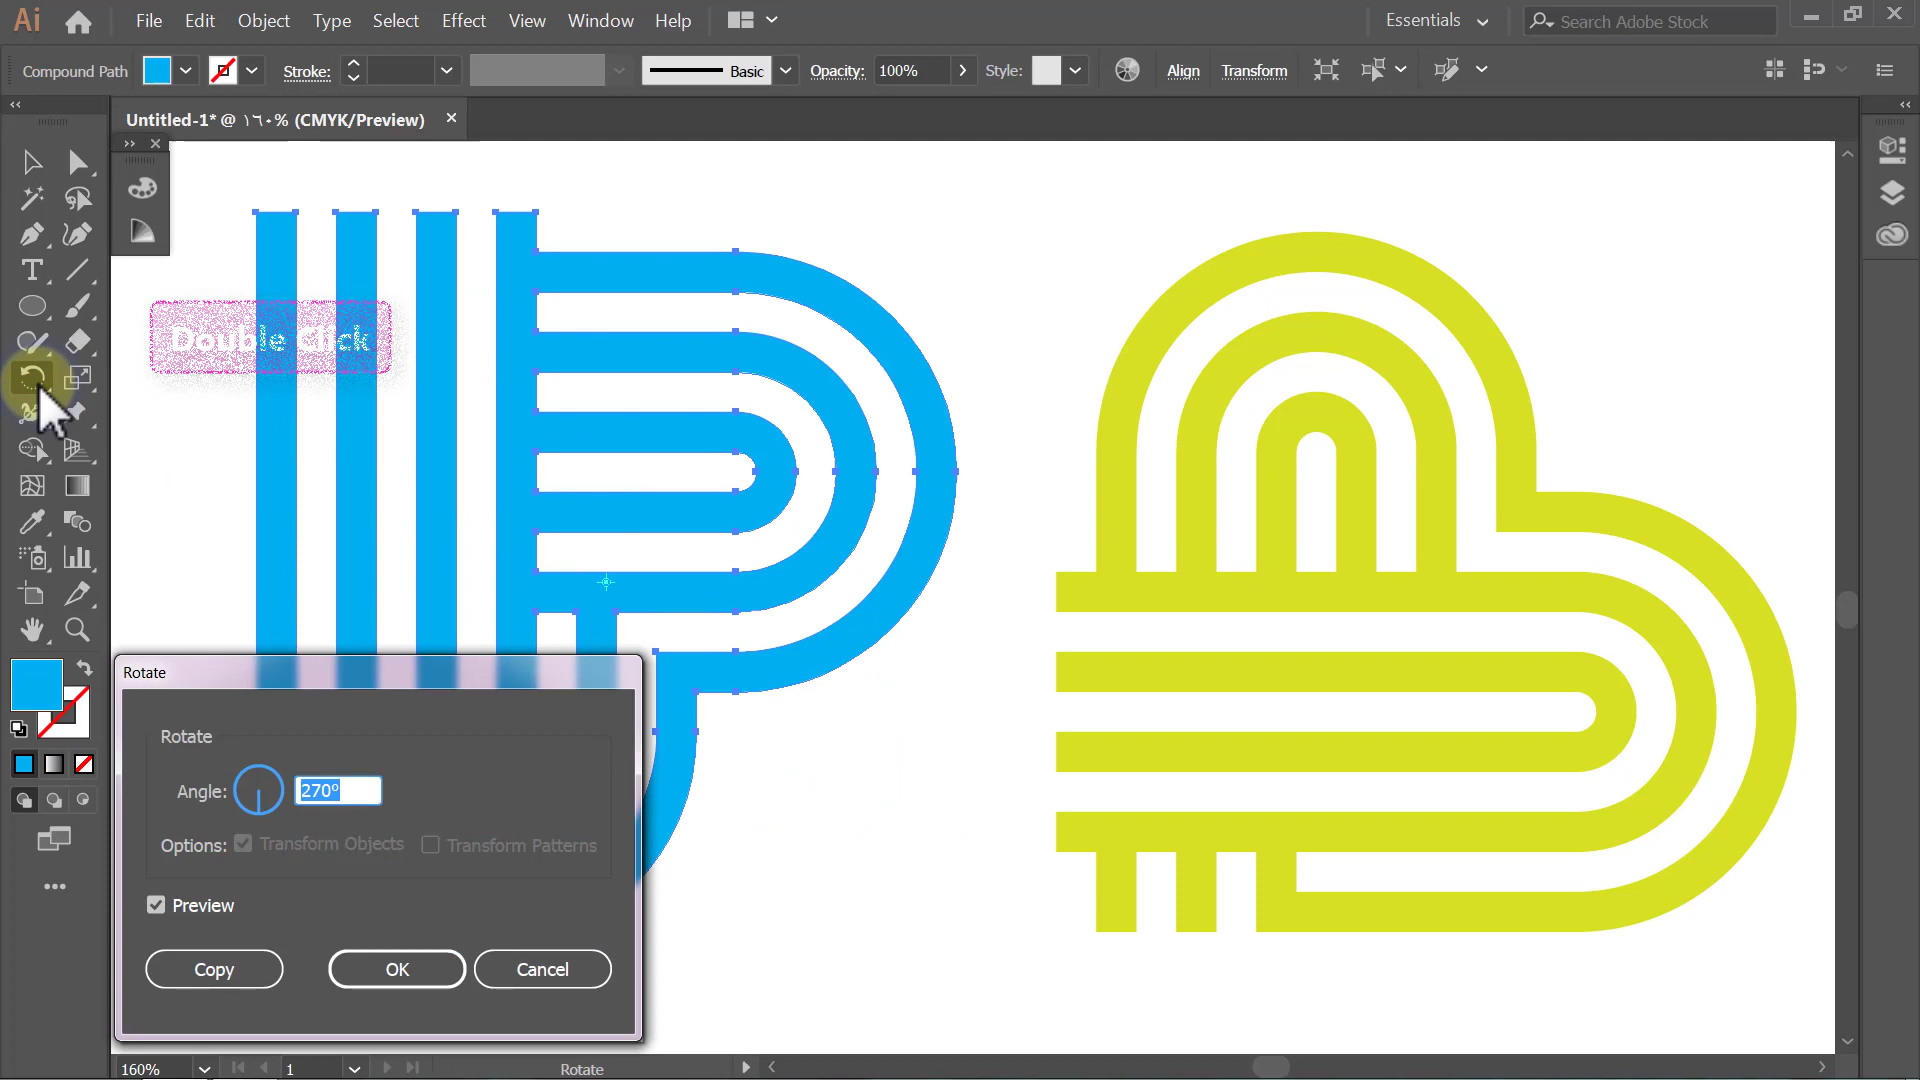 Ai File Edit Object Type Select Effect View Window Help Essentials Search Adobe Stock
Compound Path Stroke: Basic Opacity: 100% Style: Align Transform
Untitled-1* @ ١٦٠% (CMYK/Preview)
Double Click
Rotate
Rotate
Angle: 270°
Options: Transform Objects Transform Patterns
Preview
Copy OK Cancel
160% 1 Rotate